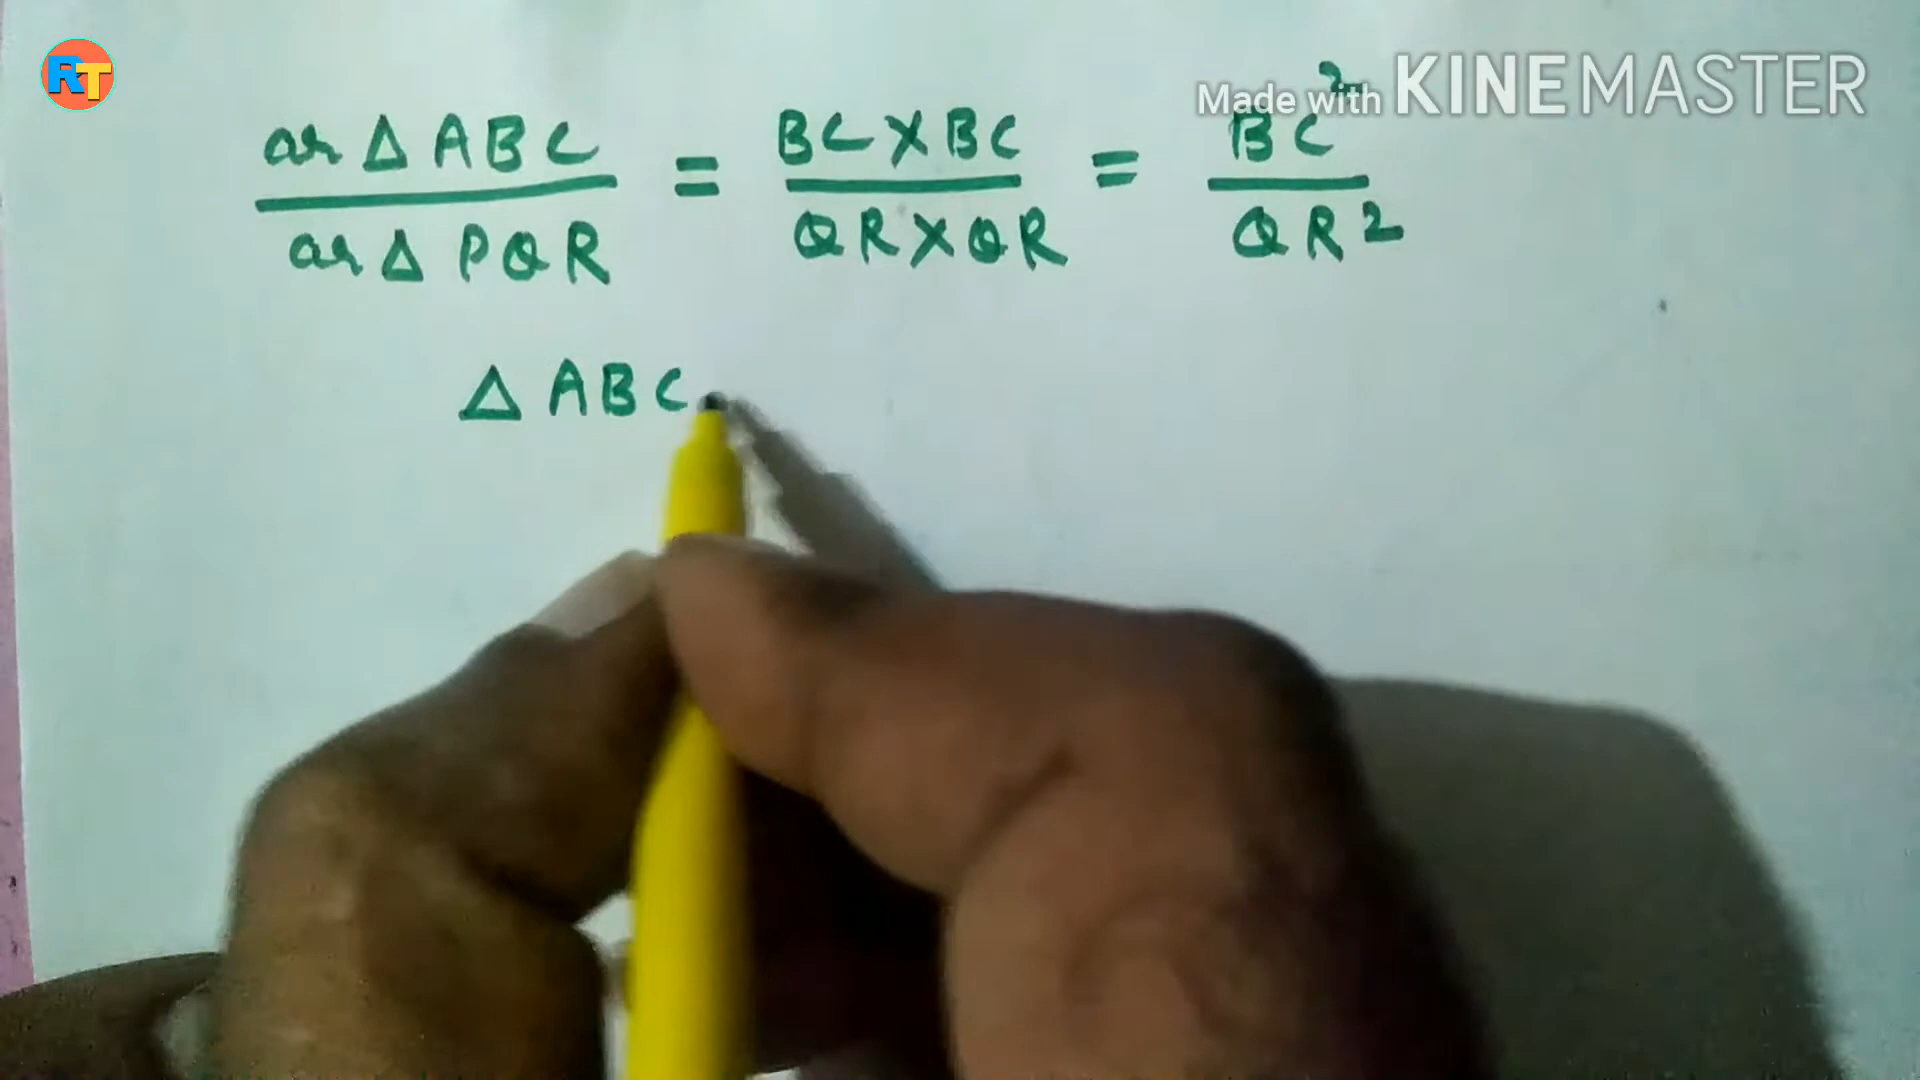 RT
Made with KINEMASTER
ar Δ ABC / ar Δ PQR = BC X BC / QR X QR = BC² / QR²
Δ ABC